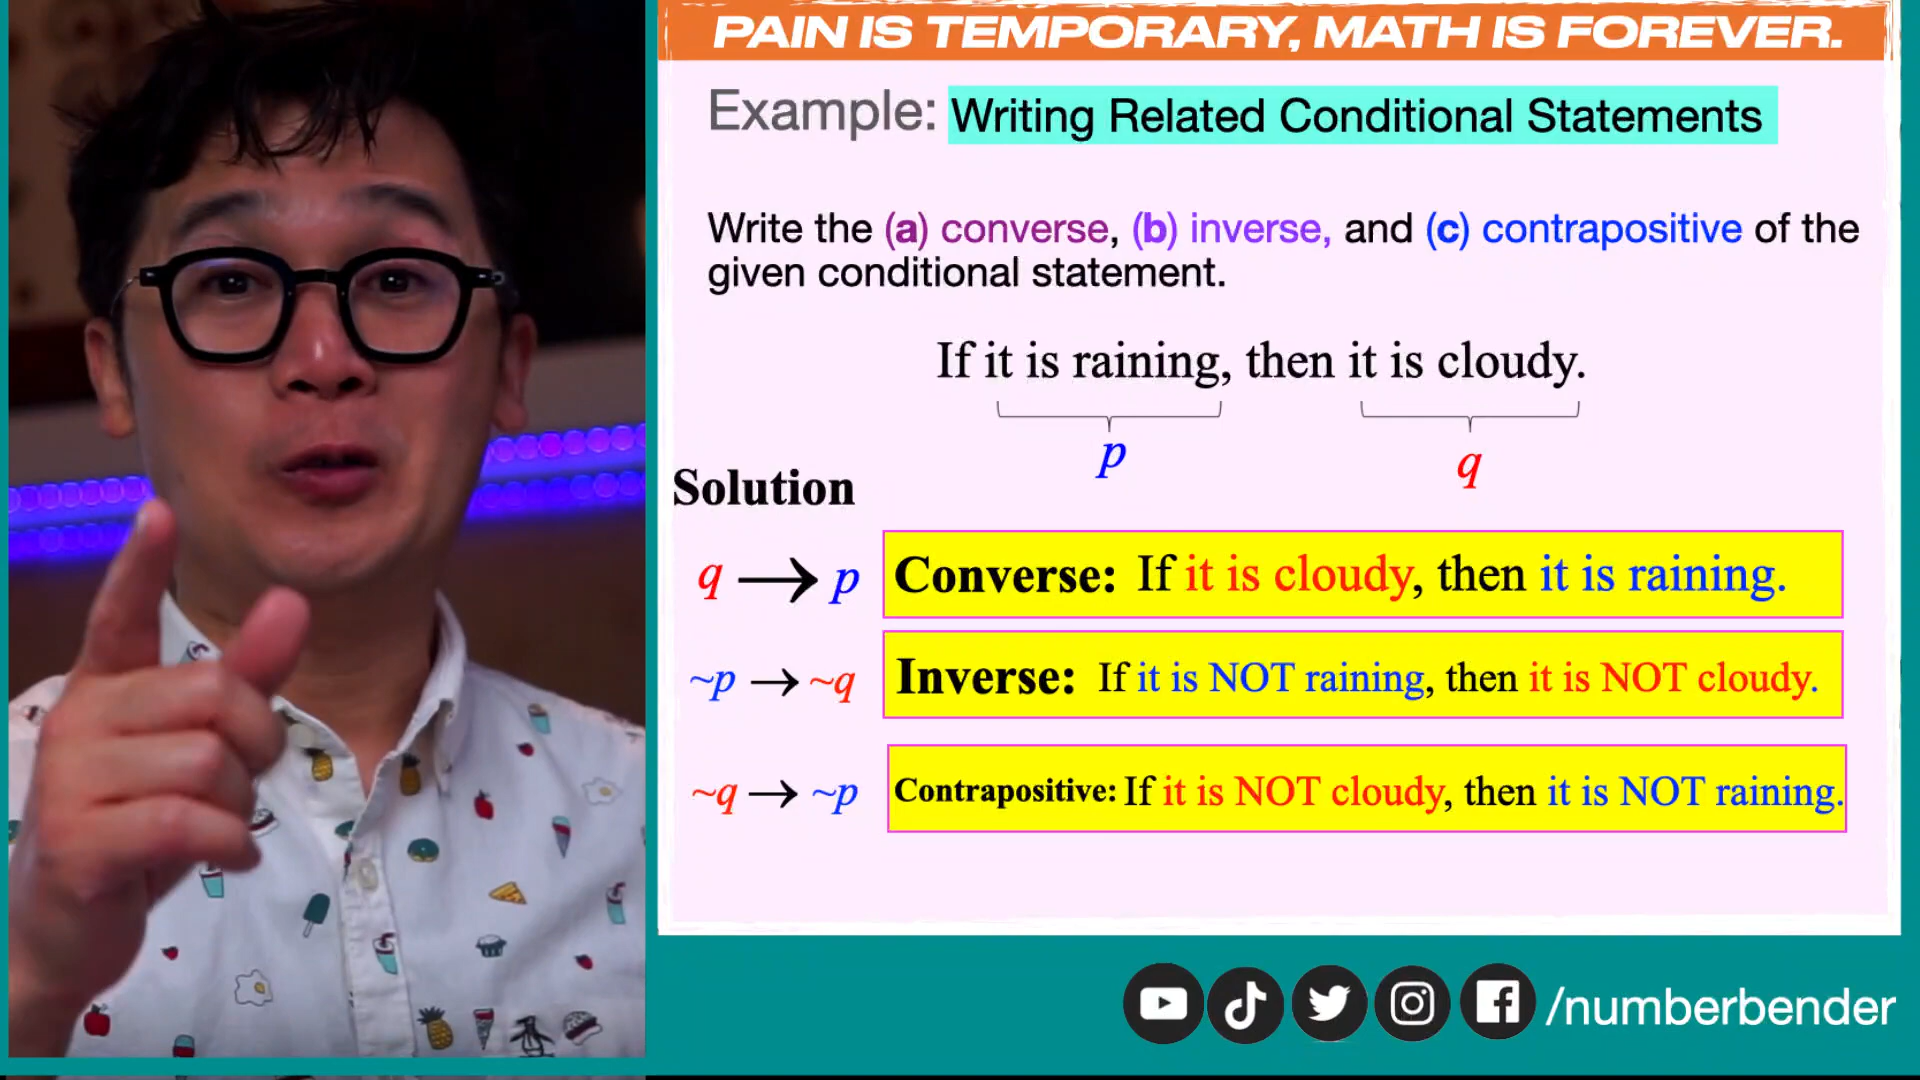 PAIN IS TEMPORARY, MATH IS FOREVER.
Example: Writing Related Conditional Statements
Write the (a) converse, (b) inverse, and (c) contrapositive of the
given conditional statement.
If it is raining, then it is cloudy.
p q
Solution
q → p Converse: If it is cloudy, then it is raining.
~p → ~q Inverse: If it is NOT raining, then it is NOT cloudy.
~q → ~p Contrapositive: If it is NOT cloudy, then it is NOT raining.
/numberbender